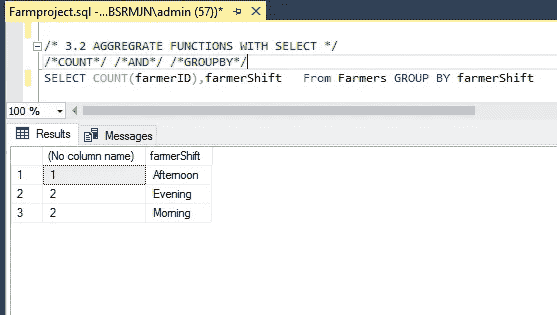 Farmproject.sql -...BSRMJN\admin (57))*
/* 3.2 AGGREGRATE FUNCTIONS WITH SELECT */
/*COUNT*/ /*AND*/ /*GROUPBY*/
SELECT COUNT(farmerID),farmerShift From Farmers GROUP BY farmerShift
100 %
Results Messages
(No column name) farmerShift
1 1 Afternoon
2 2 Evening
3 2 Morning